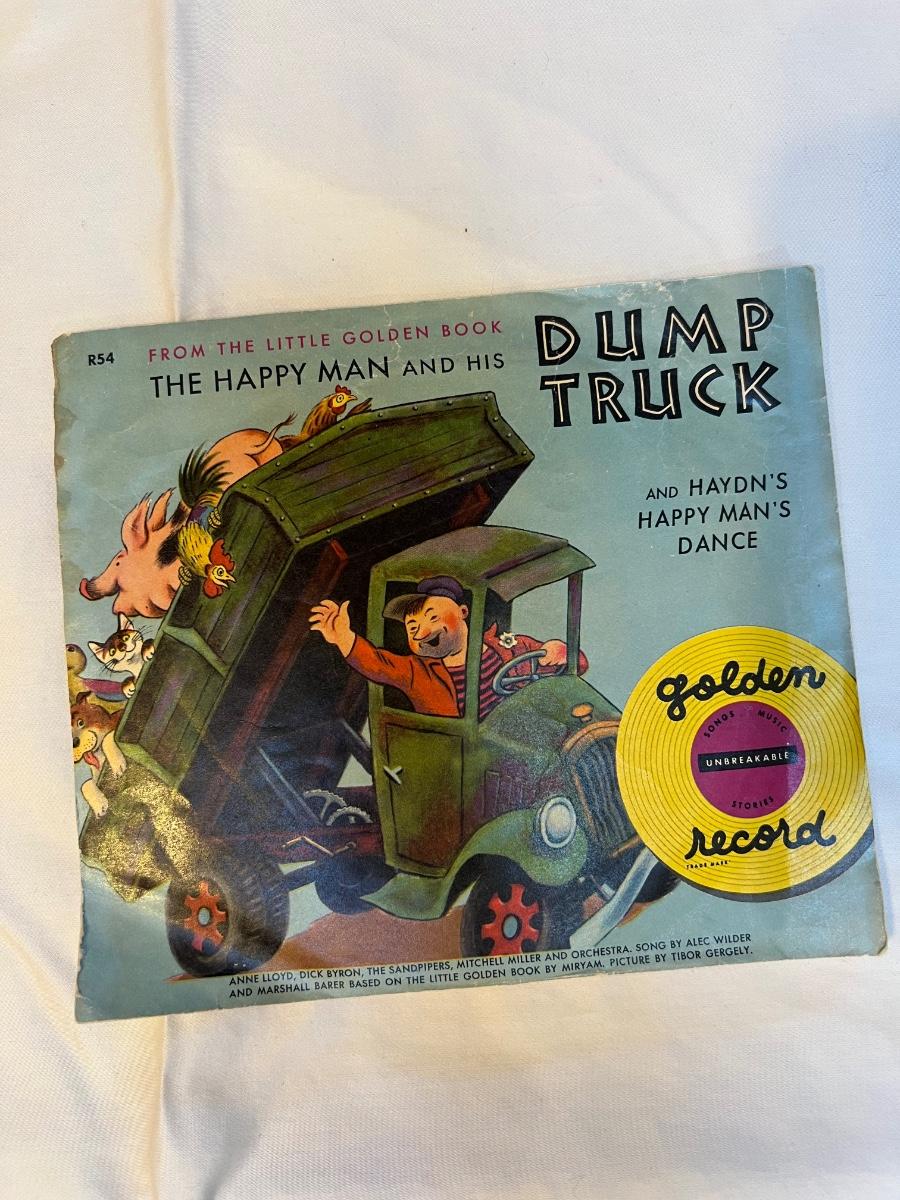 R54
FROM THE LITTLE GOLDEN BOOK
THE HAPPY MAN AND HIS
DUMP
TRUCK
AND HAYDN'S
HAPPY MAN'S
DANCE
golden
SONGS MUSIC
UNBREAKABLE
STORIES
record
TRADE MARK
ANNE LLOYD, DICK BYRON, THE SANDPIPERS, MITCHELL MILLER AND ORCHESTRA. SONG BY ALEC WILDER
AND MARSHALL BARER BASED ON THE LITTLE GOLDEN BOOK BY MIRYAM. PICTURE BY TIBOR GERGELY.